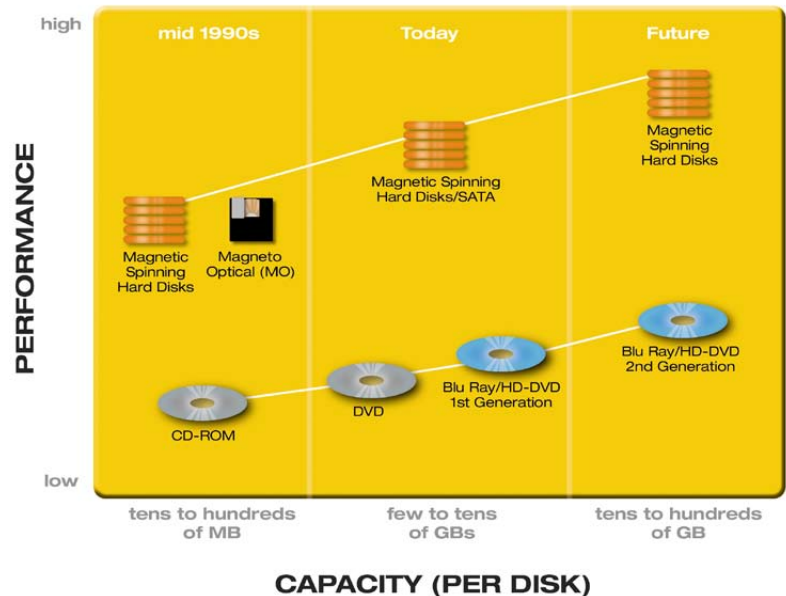 high
mid 1990s
Today
Future
PERFORMANCE
Magnetic
Spinning
Hard Disks
Magneto
Optical (MO)
Magnetic Spinning
Hard Disks/SATA
Magnetic
Spinning
Hard Disks
CD-ROM
DVD
Blu Ray/HD-DVD
1st Generation
Blu Ray/HD-DVD
2nd Generation
low
tens to hundreds
of MB
few to tens
of GBs
tens to hundreds
of GB
CAPACITY (PER DISK)